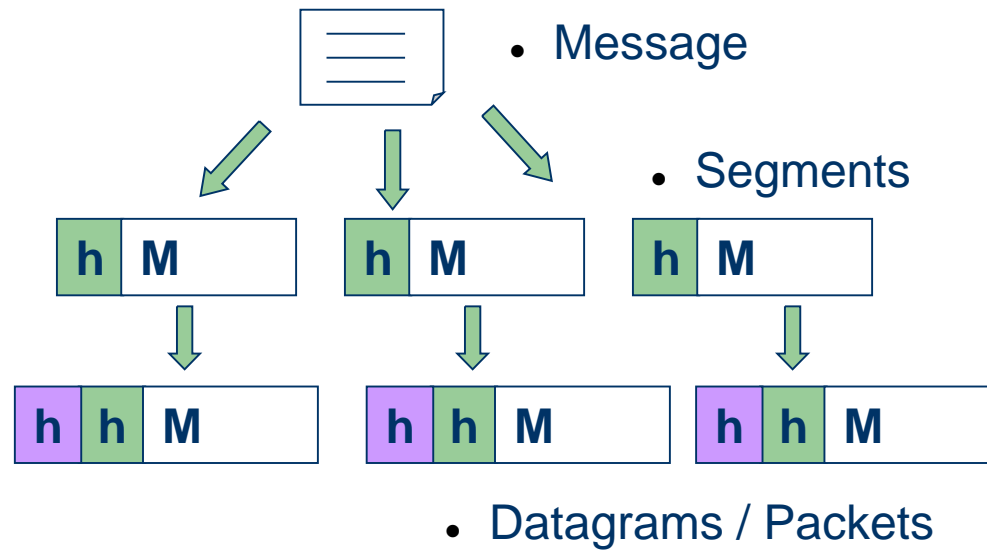 • Message
• Segments
h M h M h M
h h M h h M h h M
• Datagrams / Packets